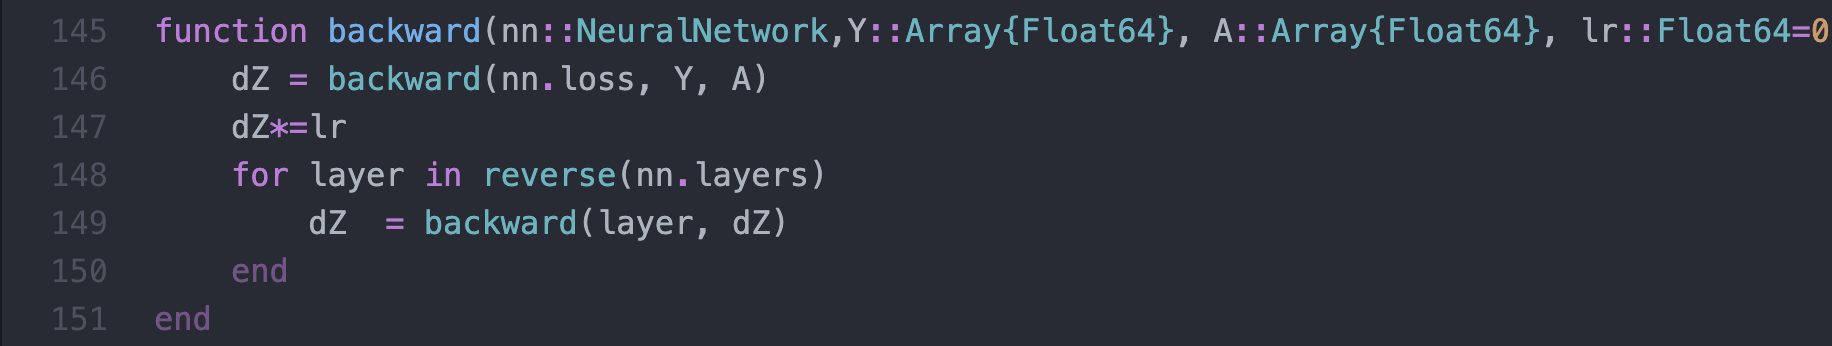 145 function backward(nn::NeuralNetwork,Y::Array{Float64}, A::Array{Float64}, lr::Float64=0
146     dZ = backward(nn.loss, Y, A)
147     dZ*=lr
148     for layer in reverse(nn.layers)
149         dZ  = backward(layer, dZ)
150     end
151 end